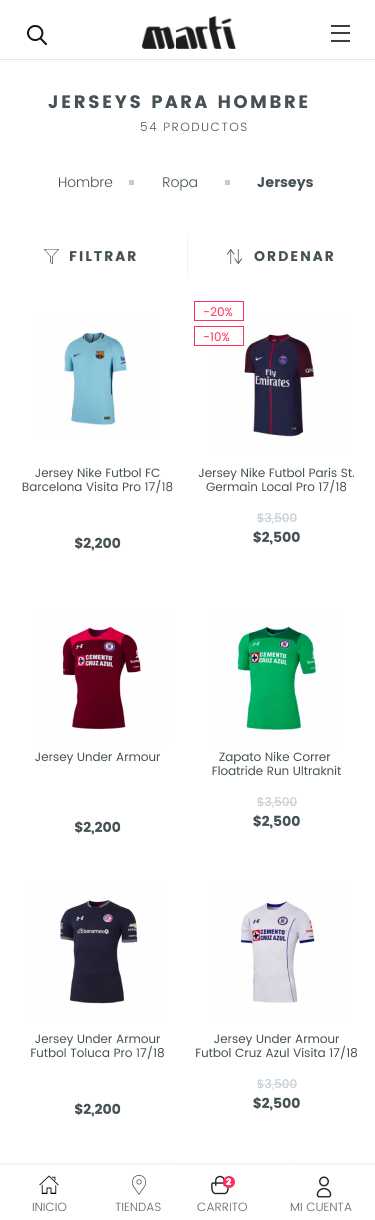 martí
JERSEYS PARA HOMBRE
54 PRODUCTOS
Hombre Ropa Jerseys
FILTRAR ORDENAR
-20%
-10%
Fly
Emirates
Jersey Nike Futbol FC
Barcelona Visita Pro 17/18
$2,200
Jersey Nike Futbol Paris St.
Germain Local Pro 17/18
$3,500
$2,500
CEMENTO
CRUZ AZUL
CEMENTO
CRUZ AZUL
Jersey Under Armour
$2,200
Zapato Nike Correr
Floatride Run Ultraknit
$3,500
$2,500
banamex
CEMENTO
CRUZ AZUL
Jersey Under Armour
Futbol Toluca Pro 17/18
$2,200
Jersey Under Armour
Futbol Cruz Azul Visita 17/18
$3,500
$2,500
2
INICIO TIENDAS CARRITO MI CUENTA